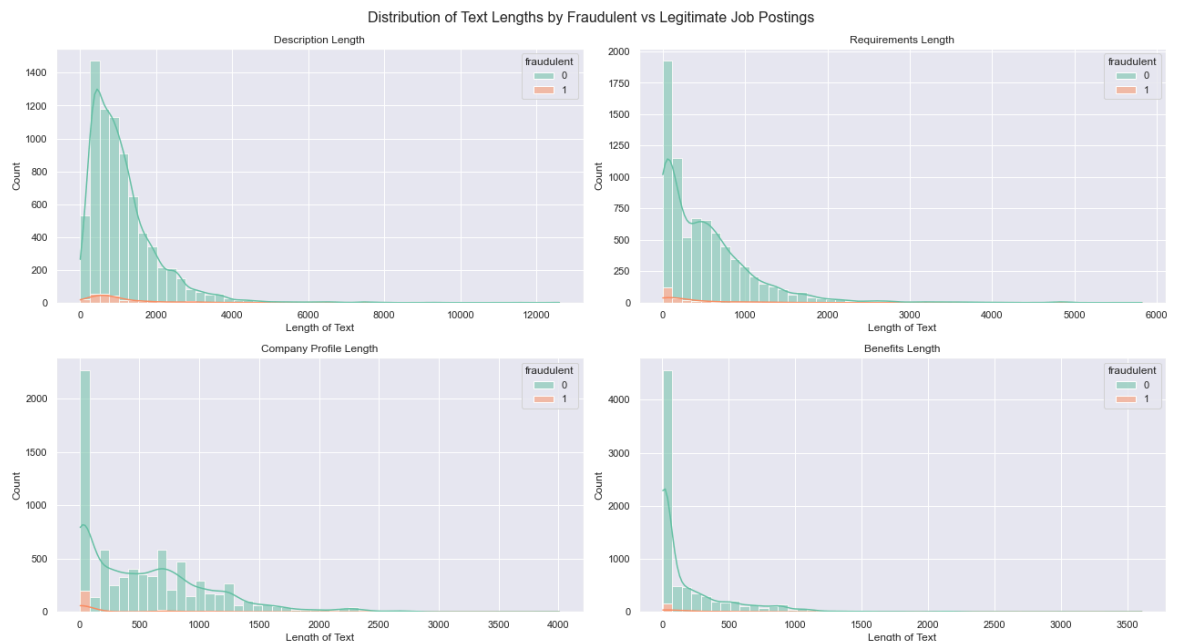 Distribution of Text Lengths by Fraudulent vs Legitimate Job Postings
Description Length
fraudulent
0
1
1400
1200
1000
800
600
400
200
0
Count
0 2000 4000 6000 8000 10000 12000
Length of Text
Requirements Length
fraudulent
0
1
2000
1750
1500
1250
1000
750
500
250
0
Count
0 1000 2000 3000 4000 5000 6000
Length of Text
Company Profile Length
fraudulent
0
1
2000
1500
1000
500
0
Count
0 500 1000 1500 2000 2500 3000 3500 4000
Length of Text
Benefits Length
fraudulent
0
1
4000
3000
2000
1000
0
Count
0 500 1000 1500 2000 2500 3000 3500
Length of Text